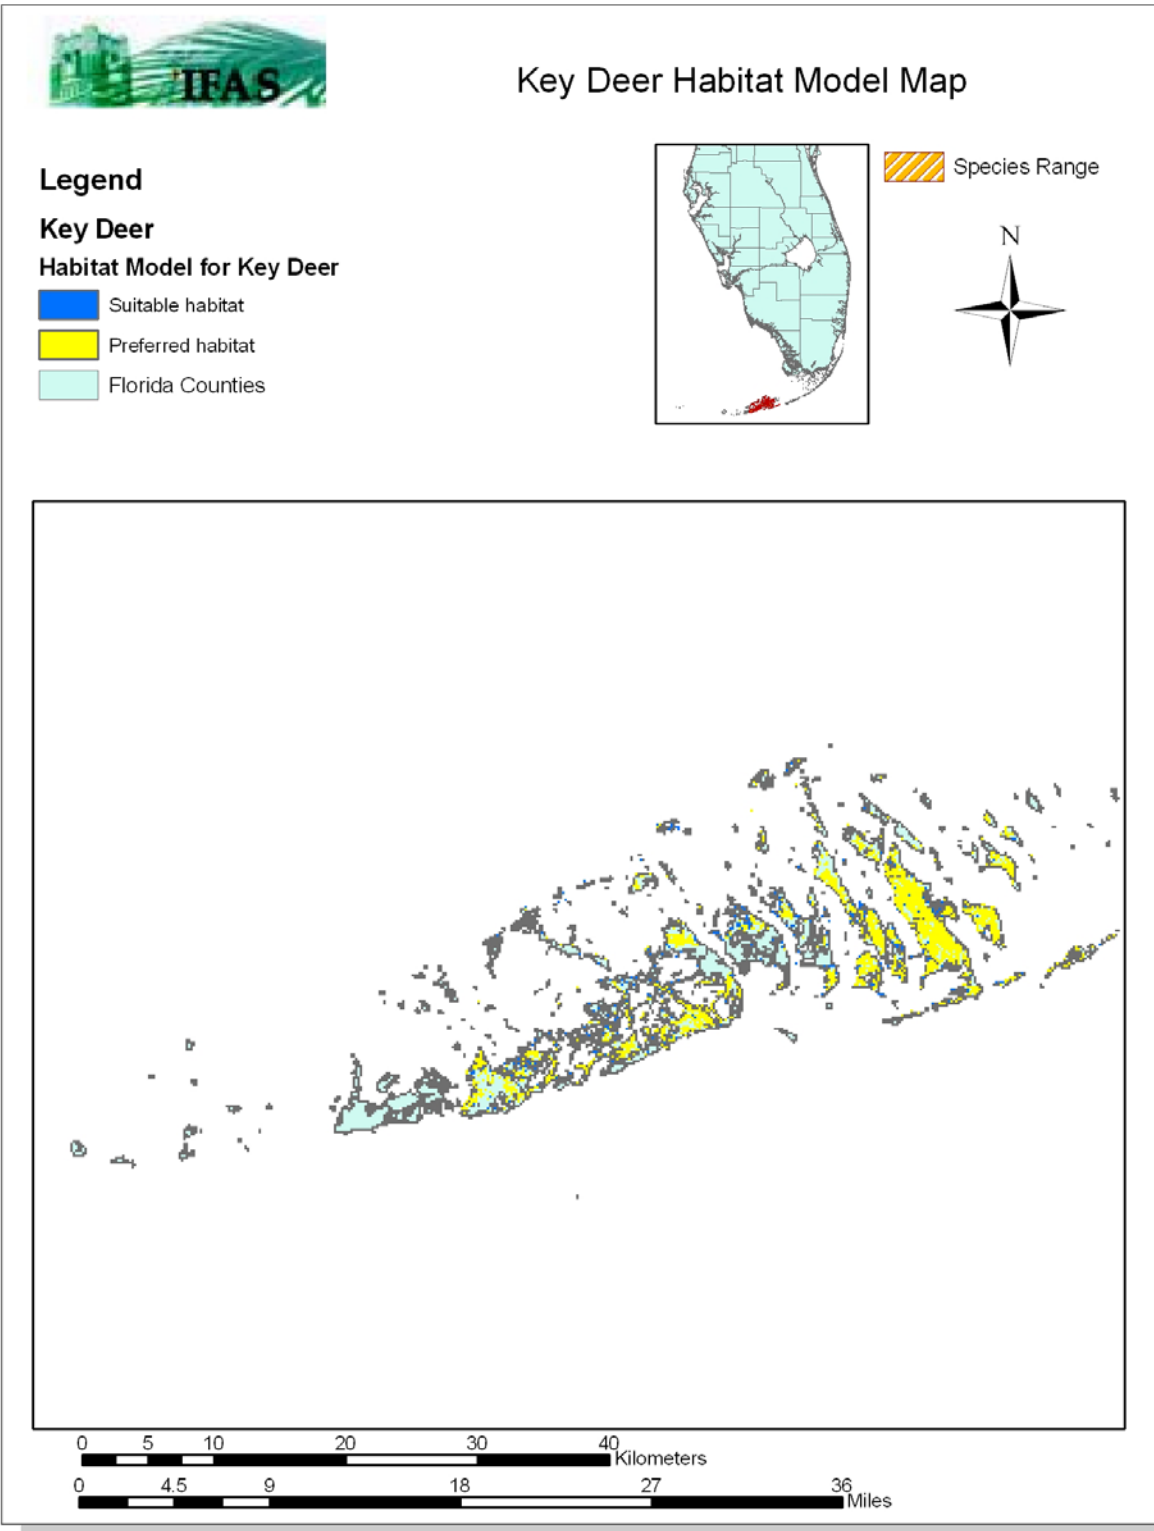 IFAS
Key Deer Habitat Model Map
Species Range
N
Legend
Key Deer
Habitat Model for Key Deer
Suitable habitat
Preferred habitat
Florida Counties
0 5 10 20 30 40
Kilometers
0 4.5 9 18 27 36
Miles